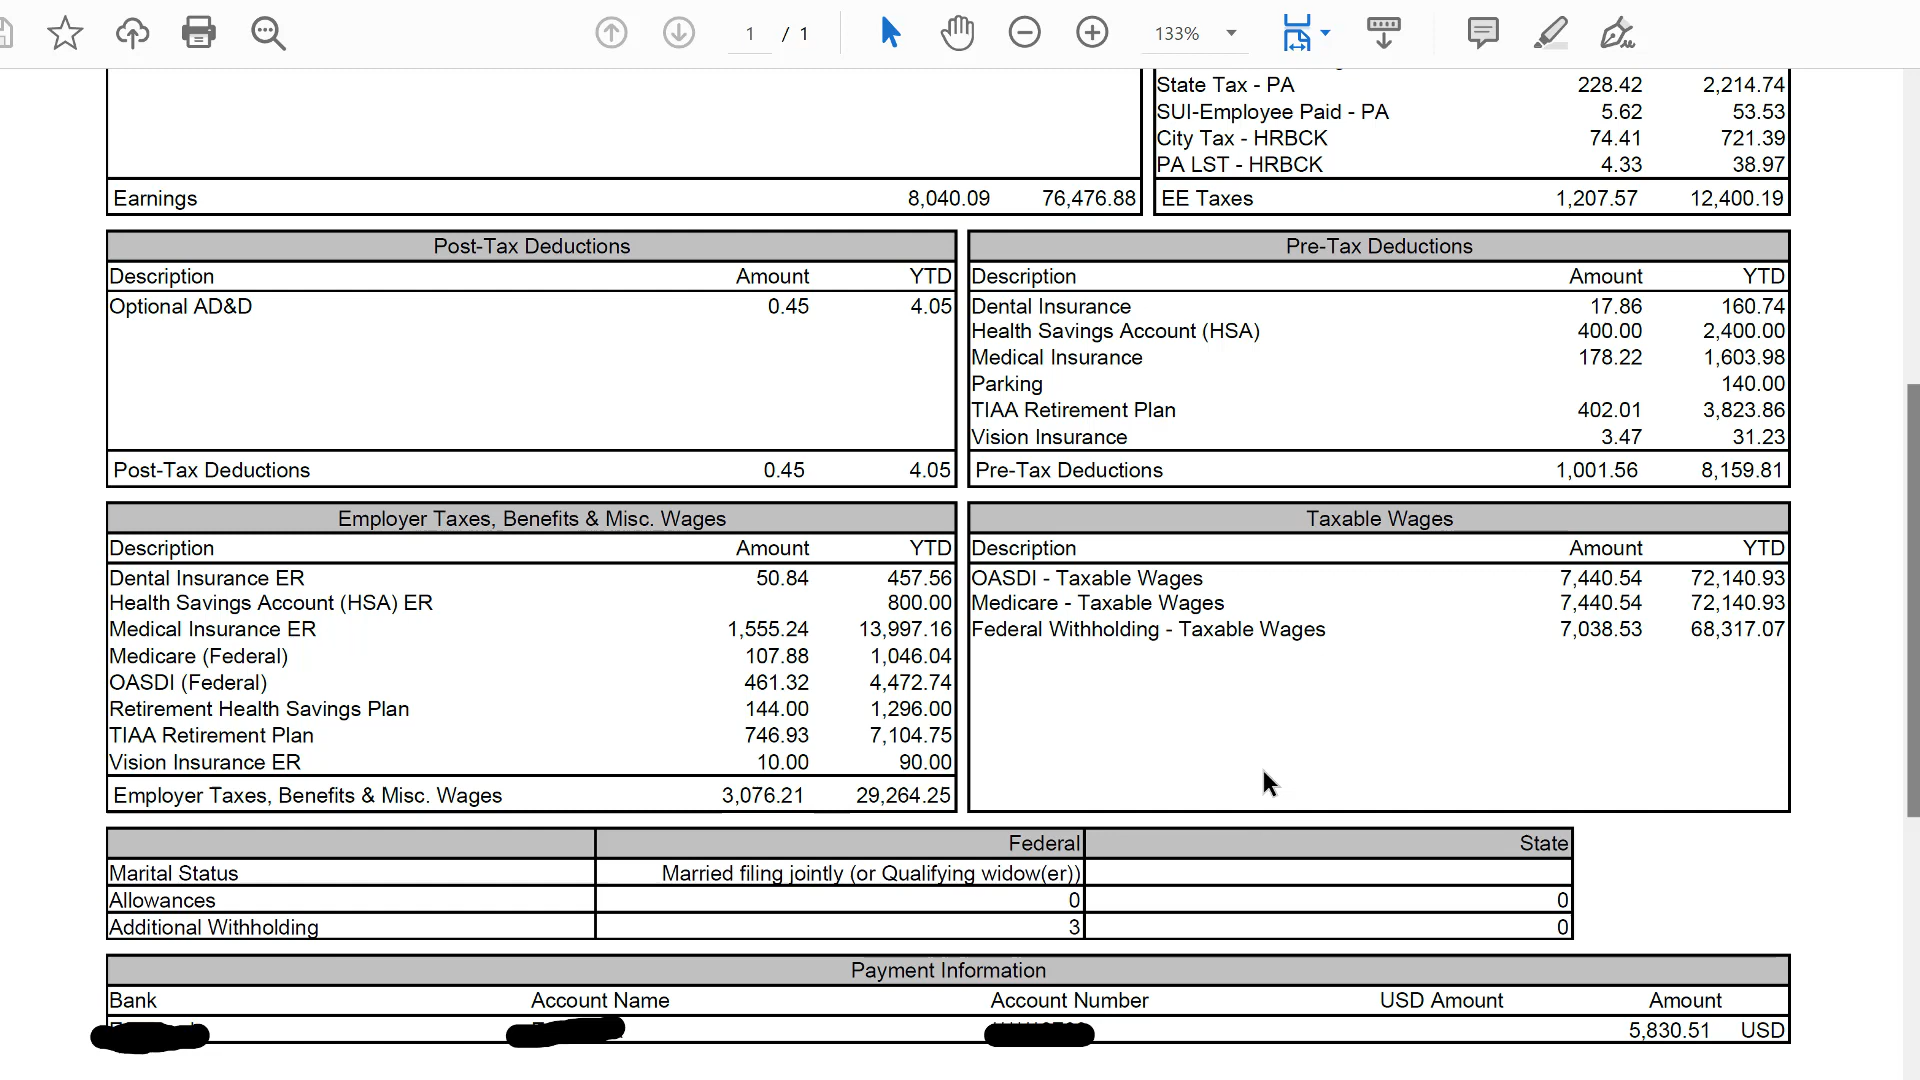 1 / 1 133%
State Tax - PA 228.42 2,214.74
SUI-Employee Paid - PA 5.62 53.53
City Tax - HRBCK 74.41 721.39
PA LST - HRBCK 4.33 38.97
Earnings 8,040.09 76,476.88 EE Taxes 1,207.57 12,400.19
Post-Tax Deductions Pre-Tax Deductions
Description Amount YTD Description Amount YTD
Optional AD&D 0.45 4.05 Dental Insurance 17.86 160.74
Health Savings Account (HSA) 400.00 2,400.00
Medical Insurance 178.22 1,603.98
Parking 140.00
TIAA Retirement Plan 402.01 3,823.86
Vision Insurance 3.47 31.23
Post-Tax Deductions 0.45 4.05 Pre-Tax Deductions 1,001.56 8,159.81
Employer Taxes, Benefits & Misc. Wages Taxable Wages
Description Amount YTD Description Amount YTD
Dental Insurance ER 50.84 457.56 OASDI - Taxable Wages 7,440.54 72,140.93
Health Savings Account (HSA) ER 800.00 Medicare - Taxable Wages 7,440.54 72,140.93
Medical Insurance ER 1,555.24 13,997.16 Federal Withholding - Taxable Wages 7,038.53 68,317.07
Medicare (Federal) 107.88 1,046.04
OASDI (Federal) 461.32 4,472.74
Retirement Health Savings Plan 144.00 1,296.00
TIAA Retirement Plan 746.93 7,104.75
Vision Insurance ER 10.00 90.00
Employer Taxes, Benefits & Misc. Wages 3,076.21 29,264.25
Federal State
Marital Status Married filing jointly (or Qualifying widow(er))
Allowances 0 0
Additional Withholding 3 0
Payment Information
Bank Account Name Account Number USD Amount Amount
5,830.51 USD